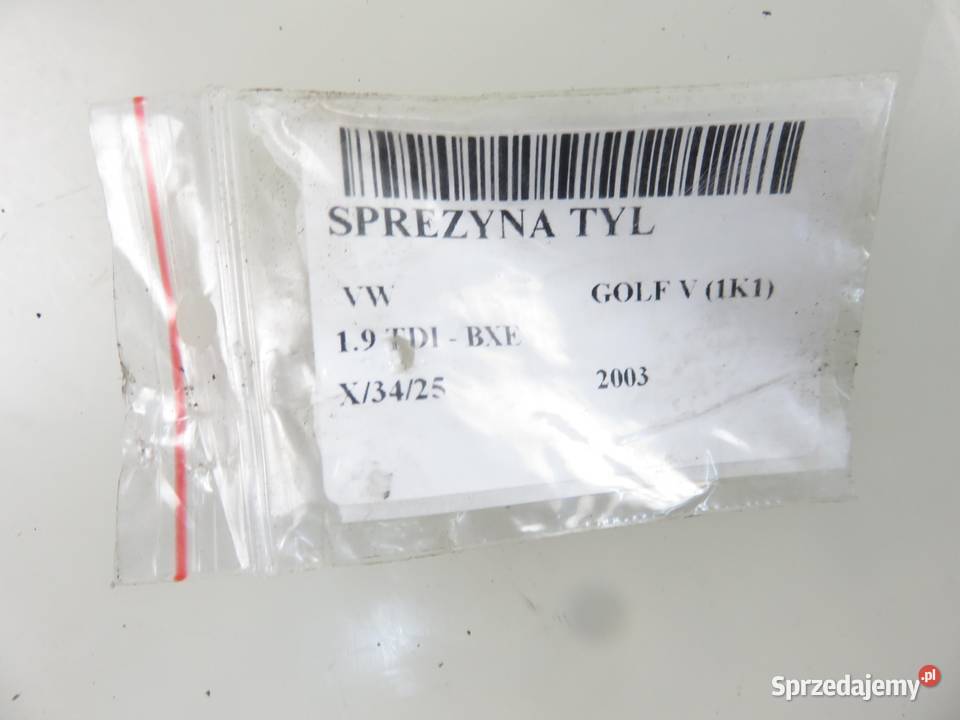 SPREZYNA TYL
VW GOLF V (1K1)
1.9 TDI - BXE
X/34/25 2003
Sprzedajemy.pl